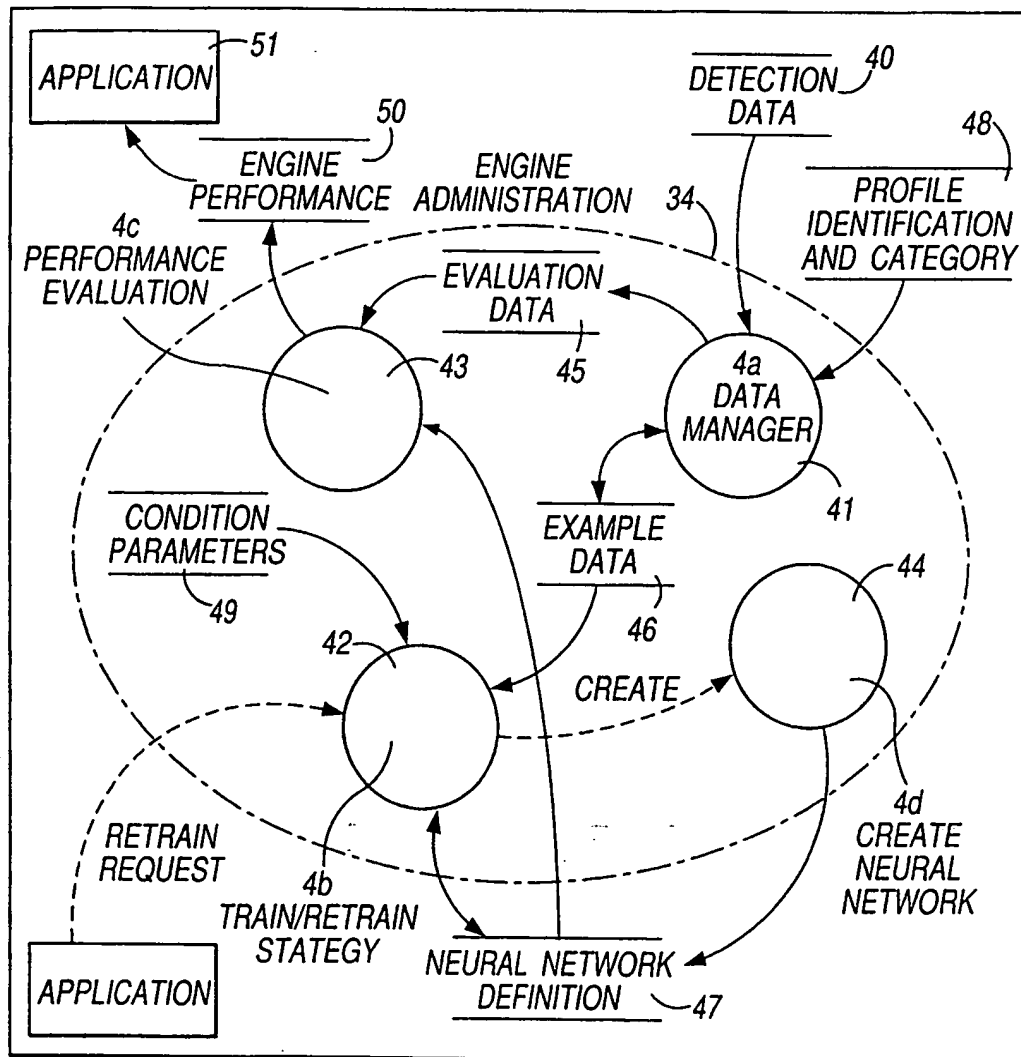 APPLICATION
51
50
ENGINE
PERFORMANCE
ENGINE
ADMINISTRATION
DETECTION
DATA
40
48
PROFILE
IDENTIFICATION
AND CATEGORY
34
4c
PERFORMANCE
EVALUATION
EVALUATION
DATA
45
43
4a
DATA
MANAGER
41
CONDITION
PARAMETERS
49
EXAMPLE
DATA
46
44
42
CREATE
RETRAIN
REQUEST
4b
TRAIN/RETRAIN
STATEGY
4d
CREATE
NEURAL
NETWORK
APPLICATION
NEURAL NETWORK
DEFINITION
47